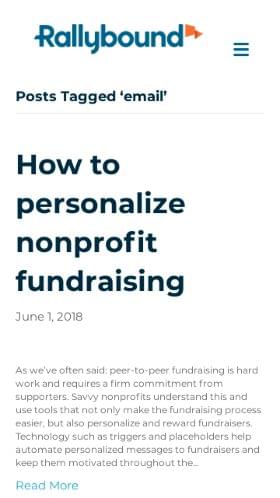 Rallybound
Posts Tagged ‘email’
How to
personalize
nonprofit
fundraising
June 1, 2018
As we’ve often said: peer-to-peer fundraising is hard
work and requires a firm commitment from
supporters. Savvy nonprofits understand this and
use tools that not only make the fundraising process
easier, but also personalize and reward fundraisers.
Technology such as triggers and placeholders help
automate personalized messages to fundraisers and
keep them motivated throughout the...
Read More